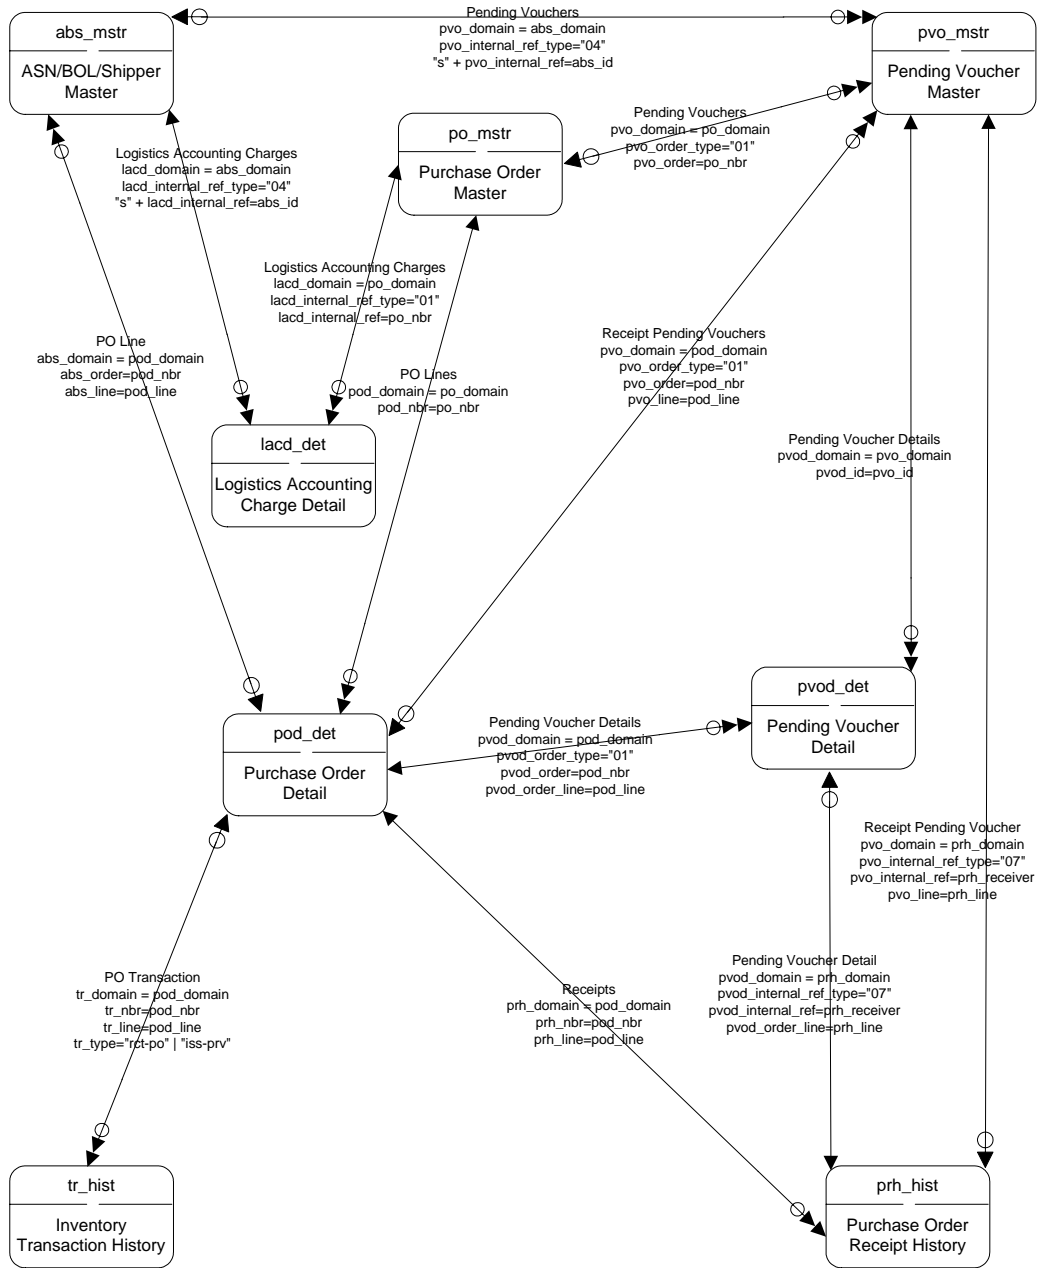 abs_mstr
ASN/BOL/Shipper
Master
Pending Vouchers
pvo_domain = abs_domain
pvo_internal_ref_type="04"
"s" + pvo_internal_ref=abs_id
pvo_mstr
Pending Voucher
Master
Pending Vouchers
pvo_domain = po_domain
pvo_order_type="01"
pvo_order=po_nbr
po_mstr
Purchase Order
Master
Logistics Accounting Charges
lacd_domain = abs_domain
lacd_internal_ref_type="04"
"s" + lacd_internal_ref=abs_id
Logistics Accounting Charges
lacd_domain = po_domain
lacd_internal_ref_type="01"
lacd_internal_ref=po_nbr
PO Line
abs_domain = pod_domain
abs_order=pod_nbr
abs_line=pod_line
PO Lines
pod_domain = po_domain
pod_nbr=po_nbr
Receipt Pending Vouchers
pvo_domain = pod_domain
pvo_order_type="01"
pvo_order=pod_nbr
pvo_line=pod_line
lacd_det
Logistics Accounting
Charge Detail
Pending Voucher Details
pvod_domain = pvo_domain
pvod_id=pvo_id
pod_det
Purchase Order
Detail
Pending Voucher Details
pvod_domain = pod_domain
pvod_order_type="01"
pvod_order=pod_nbr
pvod_order_line=pod_line
pvod_det
Pending Voucher
Detail
Receipt Pending Voucher
pvo_domain = prh_domain
pvo_internal_ref_type="07"
pvo_internal_ref=prh_receiver
pvo_line=prh_line
PO Transaction
tr_domain = pod_domain
tr_nbr=pod_nbr
tr_line=pod_line
tr_type="rct-po" | "iss-prv"
Receipts
prh_domain = pod_domain
prh_nbr=pod_nbr
prh_line=pod_line
Pending Voucher Detail
pvod_domain = prh_domain
pvod_internal_ref_type="07"
pvod_internal_ref=prh_receiver
pvod_order_line=prh_line
tr_hist
Inventory
Transaction History
prh_hist
Purchase Order
Receipt History